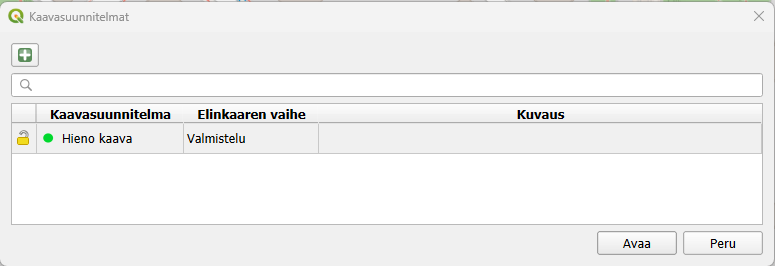 Kaavasuunnitelmat
Kaavasuunnitelma Elinkaaren vaihe Kuvaus
Hieno kaava Valmistelu
Avaa Peru